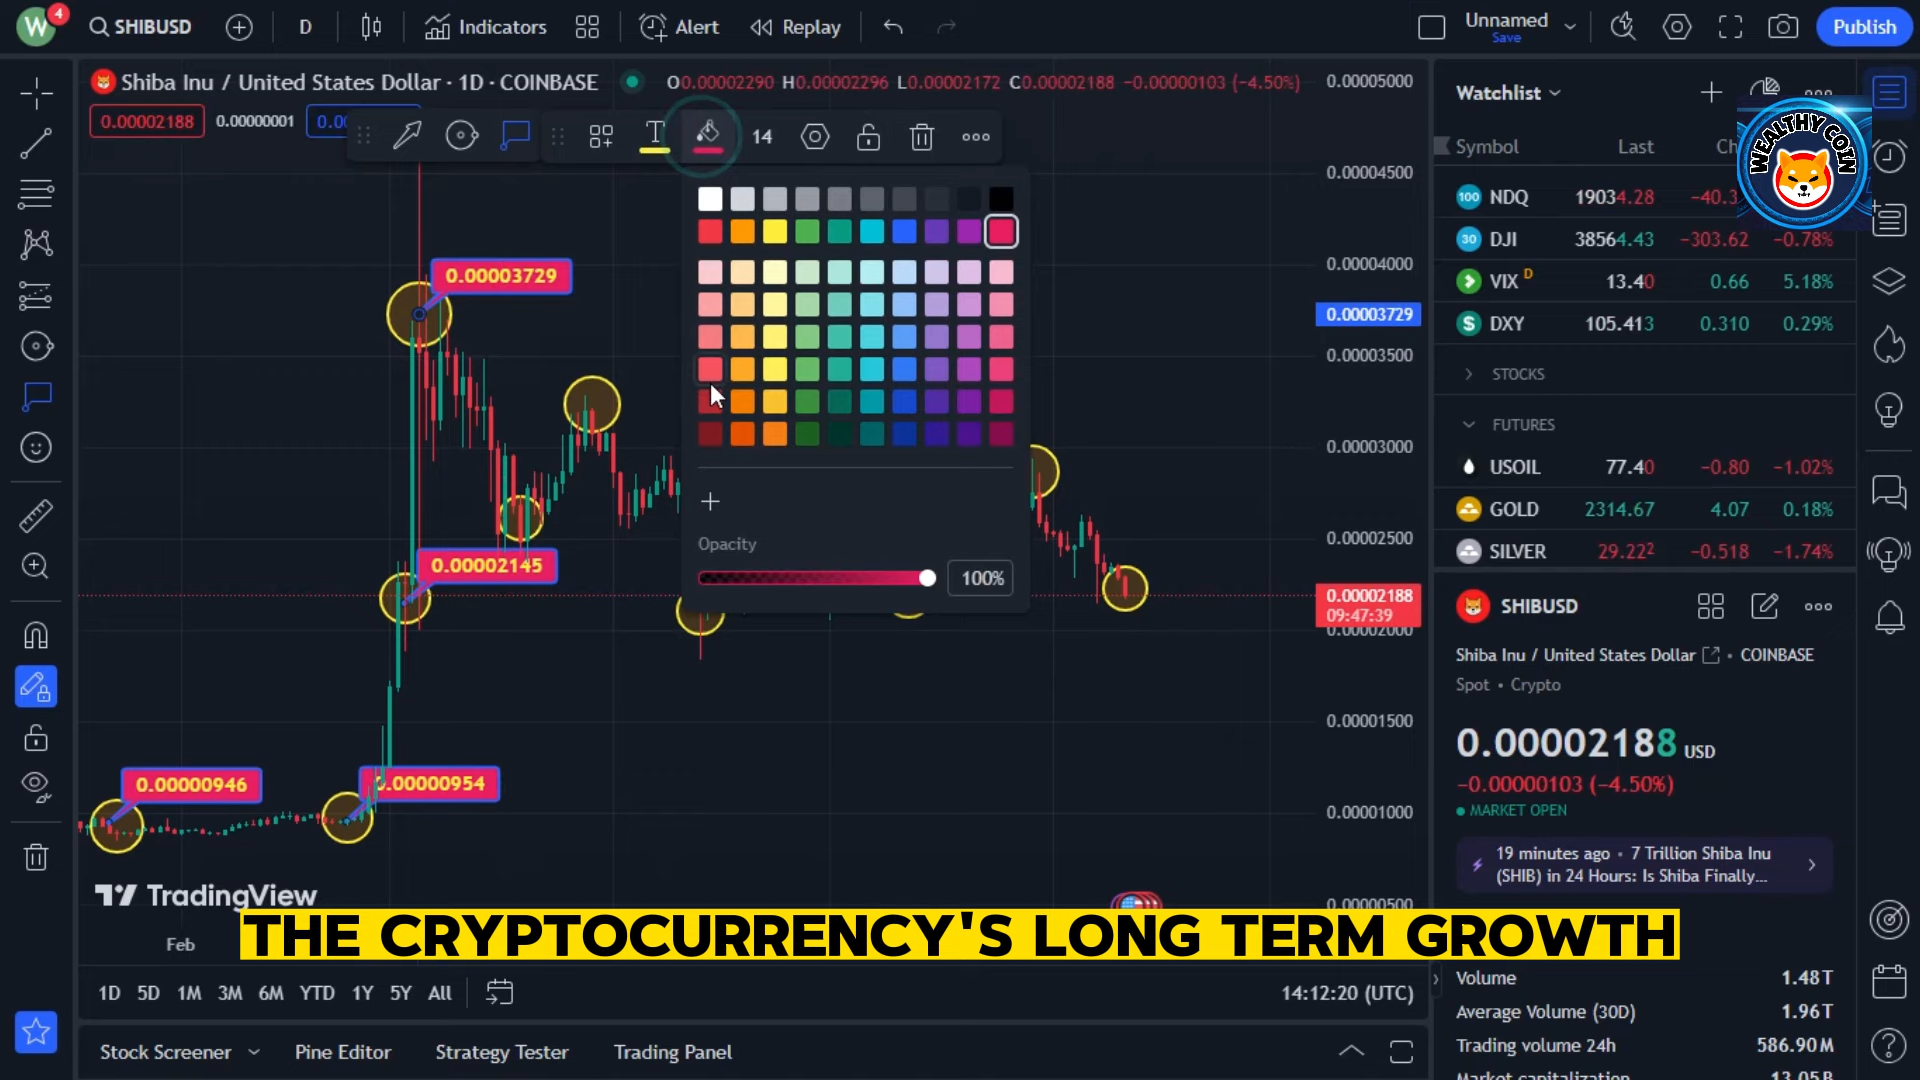 W 4 SHIBUSD D Indicators Alert Replay Unnamed Save Publish
Shiba Inu / United States Dollar · 1D · COINBASE O0.00002290 H0.00002296 L0.00002172 C0.00002188 −0.00000103 (−4.50%)
0.00002188 0.00000001 0.00
T 14
0.00005000
0.00004500
0.00004000
0.00003729
0.00003500
0.00003000
0.00002500
0.00002188
09:47:39
0.00002000
0.00001500
0.00001000
0.00000500
0.00003729
0.00002145
0.00000946
0.00000954
Opacity
100%
TradingView
THE CRYPTOCURRENCY'S LONG TERM GROWTH
Feb
1D 5D 1M 3M 6M YTD 1Y 5Y All 14:12:20 (UTC)
Stock Screener Pine Editor Strategy Tester Trading Panel
Watchlist
WEALTHY COIN
Symbol Last Ch
100 NDQ 19034.28 −40.3
30 DJI 38564.43 −303.62 −0.78%
VIX D 13.40 0.66 5.18%
DXY 105.413 0.310 0.29%
STOCKS
FUTURES
USOIL 77.40 −0.80 −1.02%
GOLD 2314.67 4.07 0.18%
SILVER 29.22² −0.518 −1.74%
SHIBUSD
Shiba Inu / United States Dollar • COINBASE
Spot • Crypto
0.00002188 USD
−0.00000103 (−4.50%)
MARKET OPEN
19 minutes ago • 7 Trillion Shiba Inu
(SHIB) in 24 Hours: Is Shiba Finally...
Volume 1.48T
Average Volume (30D) 1.96T
Trading volume 24h 586.90M
Market capitalization 13.05B